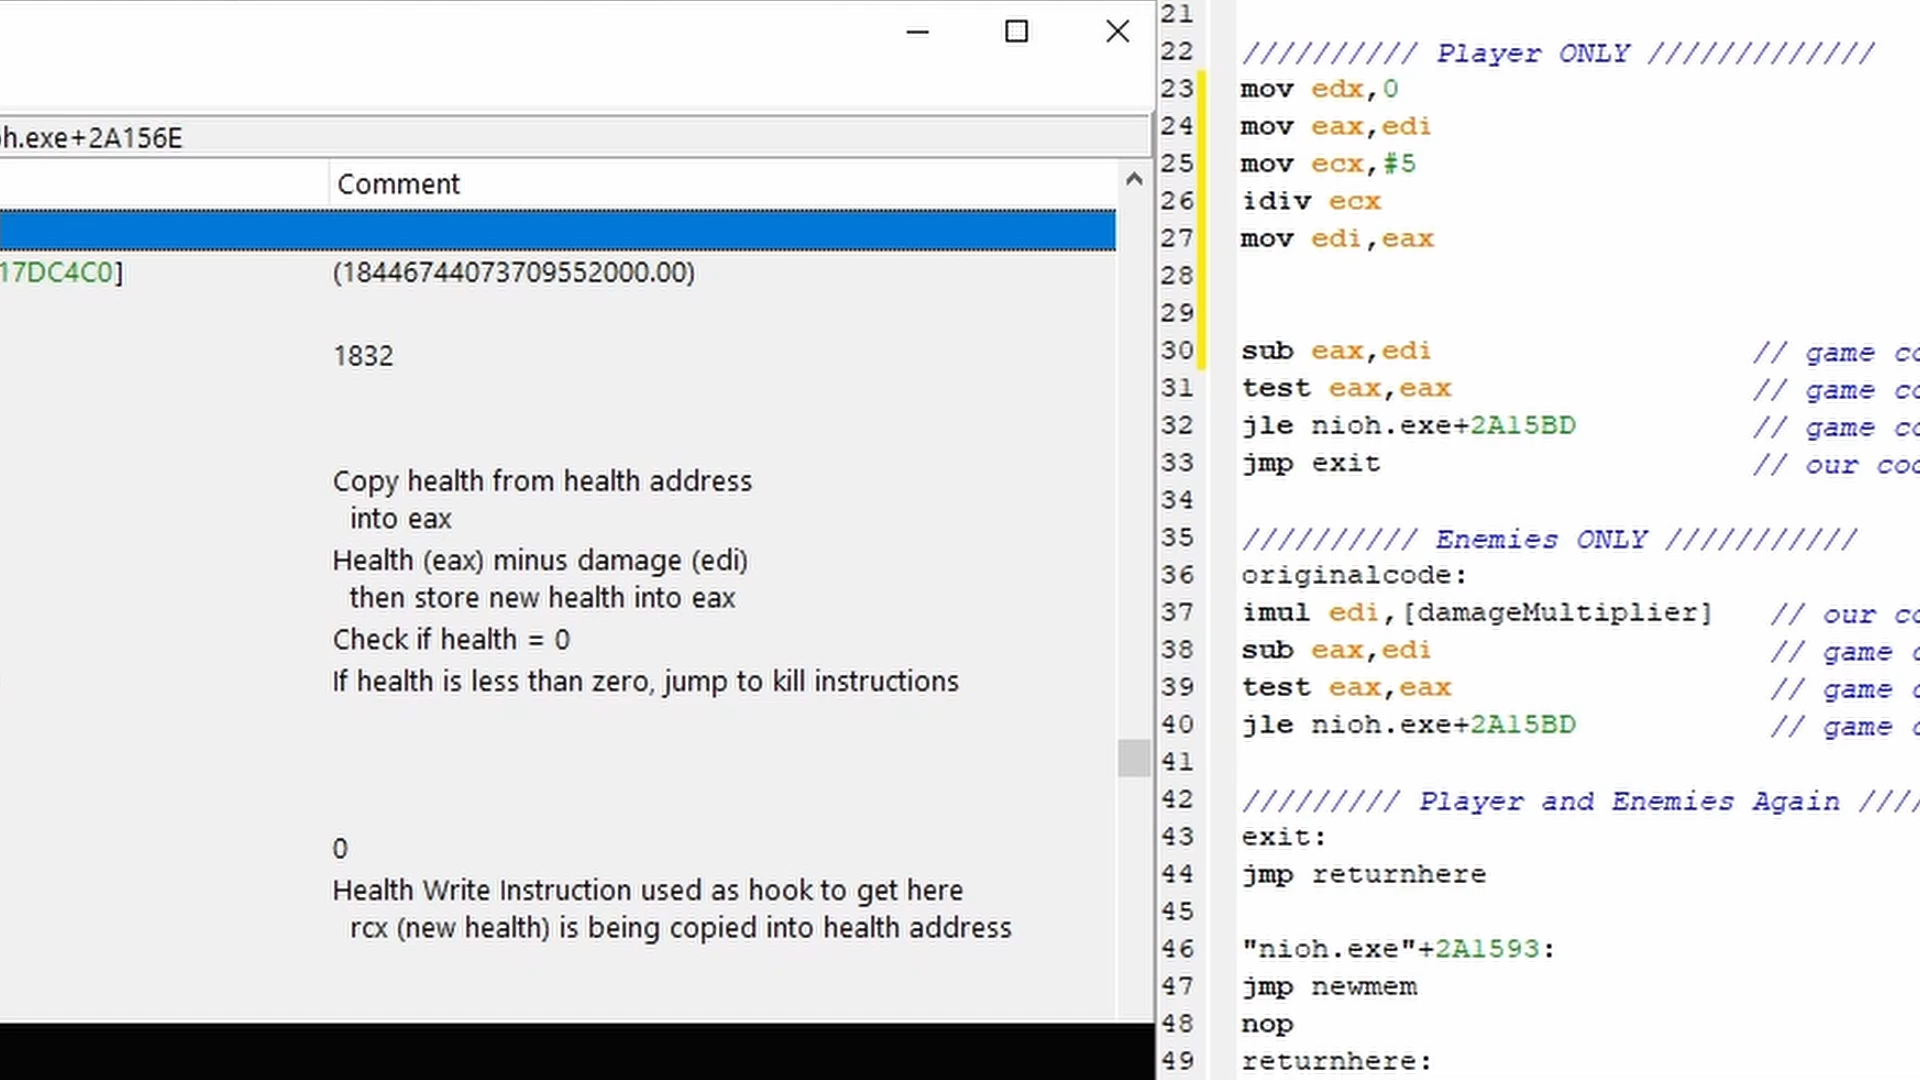 h.exe+2A156E
Comment
17DC4C0] (18446744073709552000.00)
1832
Copy health from health address
into eax
Health (eax) minus damage (edi)
then store new health into eax
Check if health = 0
If health is less than zero, jump to kill instructions
0
Health Write Instruction used as hook to get here
rcx (new health) is being copied into health address
21
22 ////////// Player ONLY /////////////
23 mov edx,0
24 mov eax,edi
25 mov ecx,#5
26 idiv ecx
27 mov edi,eax
28
29
30 sub eax,edi // game co
31 test eax,eax // game co
32 jle nioh.exe+2A15BD // game co
33 jmp exit // our cod
34
35 ////////// Enemies ONLY ///////////
36 originalcode:
37 imul edi,[damageMultiplier] // our co
38 sub eax,edi // game c
39 test eax,eax // game c
40 jle nioh.exe+2A15BD // game c
41
42 ///////// Player and Enemies Again ////
43 exit:
44 jmp returnhere
45
46 "nioh.exe"+2A1593:
47 jmp newmem
48 nop
49 returnhere: